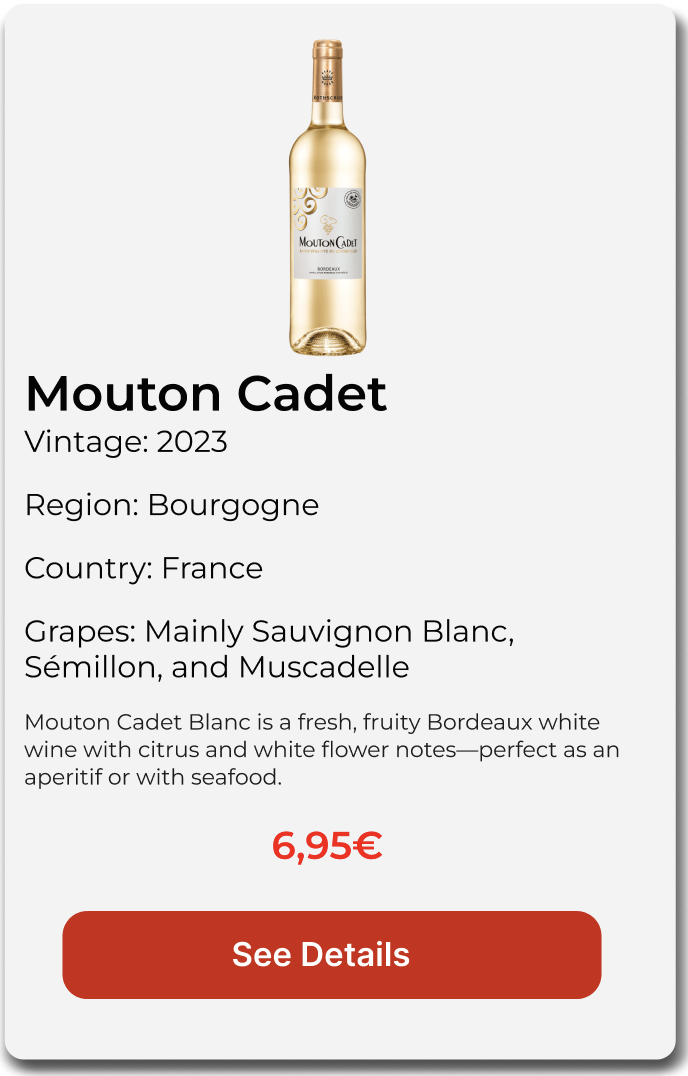 ROTHSCHILD
MOUTON CADET
BORDEAUX
Mouton Cadet
Vintage: 2023
Region: Bourgogne
Country: France
Grapes: Mainly Sauvignon Blanc,
Sémillon, and Muscadelle
Mouton Cadet Blanc is a fresh, fruity Bordeaux white
wine with citrus and white flower notes—perfect as an
aperitif or with seafood.
6,95€
See Details